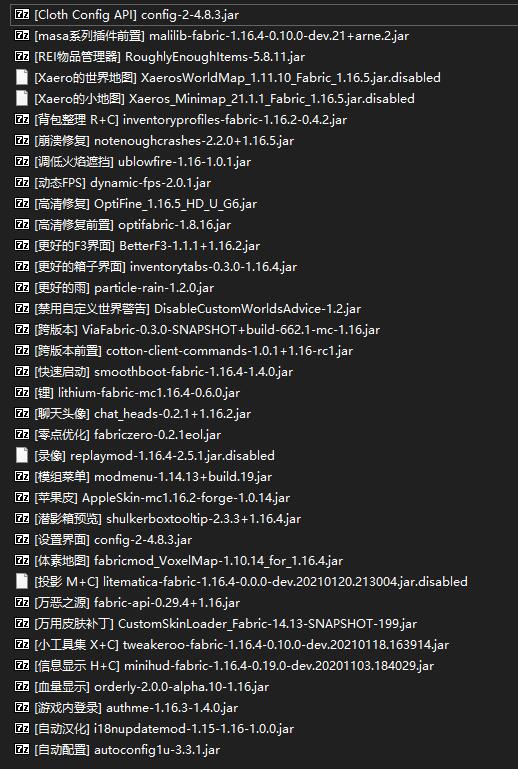 [Cloth Config API] config-2-4.8.3.jar
[masa系列插件前置] malilib-fabric-1.16.4-0.10.0-dev.21+arne.2.jar
[REI物品管理器] RoughlyEnoughItems-5.8.11.jar
[Xaero的世界地图] XaerosWorldMap_1.11.10_Fabric_1.16.5.jar.disabled
[Xaero的小地图] Xaeros_Minimap_21.1.1_Fabric_1.16.5.jar.disabled
[背包整理 R+C] inventoryprofiles-fabric-1.16.2-0.4.2.jar
[崩溃修复] notenoughcrashes-2.2.0+1.16.5.jar
[调低火焰遮挡] ublowfire-1.16-1.0.1.jar
[动态FPS] dynamic-fps-2.0.1.jar
[高清修复] OptiFine_1.16.5_HD_U_G6.jar
[高清修复前置] optifabric-1.8.16.jar
[更好的F3界面] BetterF3-1.1.1+1.16.2.jar
[更好的箱子界面] inventorytabs-0.3.0-1.16.4.jar
[更好的雨] particle-rain-1.2.0.jar
[禁用自定义世界警告] DisableCustomWorldsAdvice-1.2.jar
[跨版本] ViaFabric-0.3.0-SNAPSHOT+build-662.1-mc-1.16.jar
[跨版本前置] cotton-client-commands-1.0.1+1.16-rc1.jar
[快速启动] smoothboot-fabric-1.16.4-1.4.0.jar
[锂] lithium-fabric-mc1.16.4-0.6.0.jar
[聊天头像] chat_heads-0.2.1+1.16.2.jar
[零点优化] fabriczero-0.2.1eol.jar
[录像] replaymod-1.16.4-2.5.1.jar.disabled
[模组菜单] modmenu-1.14.13+build.19.jar
[苹果皮] AppleSkin-mc1.16.2-forge-1.0.14.jar
[潜影箱预览] shulkerboxtooltip-2.3.3+1.16.4.jar
[设置界面] config-2-4.8.3.jar
[体素地图] fabricmod_VoxelMap-1.10.14_for_1.16.4.jar
[投影 M+C] litematica-fabric-1.16.4-0.0.0-dev.20210120.213004.jar.disabled
[万恶之源] fabric-api-0.29.4+1.16.jar
[万用皮肤补丁] CustomSkinLoader_Fabric-14.13-SNAPSHOT-199.jar
[小工具集 X+C] tweakeroo-fabric-1.16.4-0.10.0-dev.20210118.163914.jar
[信息显示 H+C] minihud-fabric-1.16.4-0.19.0-dev.20201103.184029.jar
[血量显示] orderly-2.0.0-alpha.10-1.16.jar
[游戏内登录] authme-1.16.3-1.4.0.jar
[自动汉化] i18nupdatemod-1.15-1.16-1.0.0.jar
[自动配置] autoconfig1u-3.3.1.jar